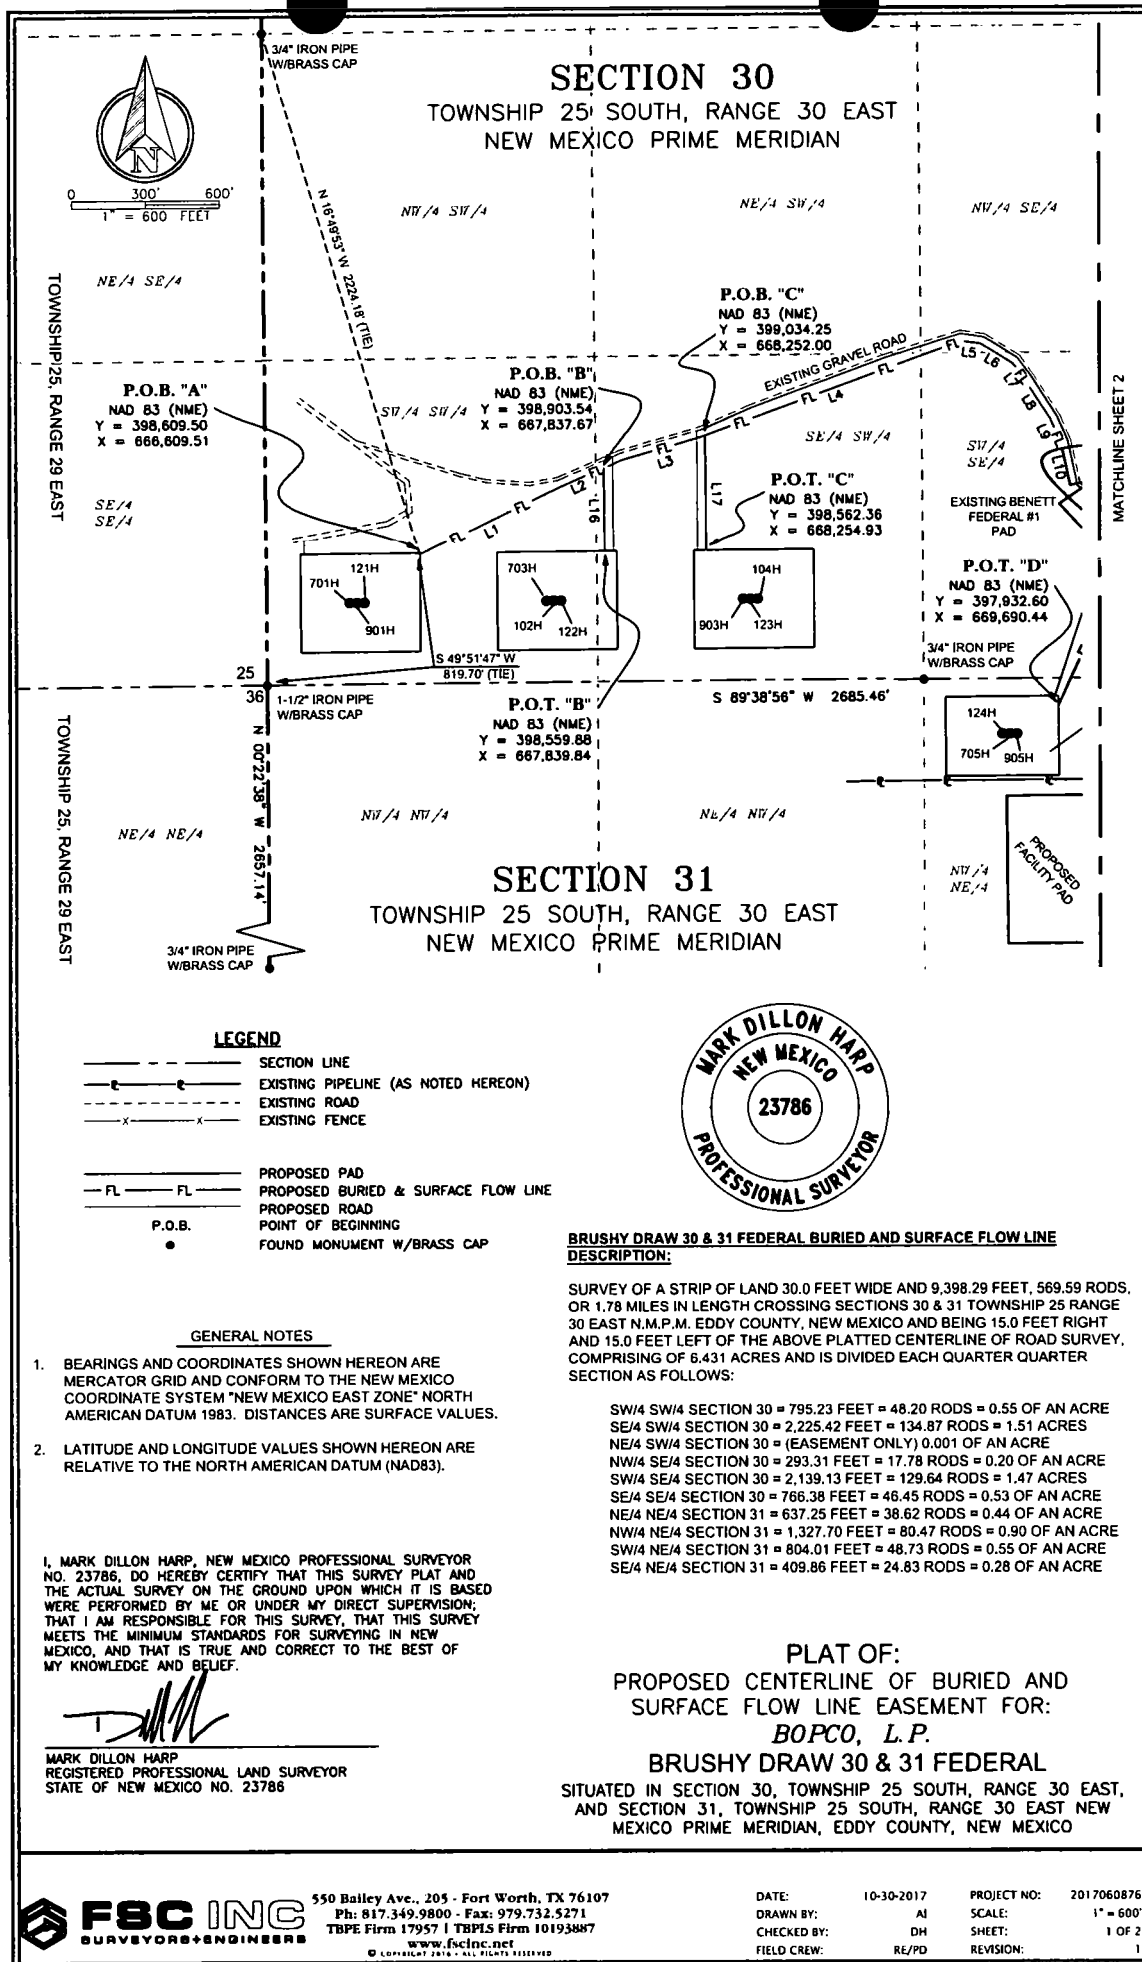 3/4" IRON PIPE
W/BRASS CAP
SECTION 30
TOWNSHIP 25 SOUTH, RANGE 30 EAST
NEW MEXICO PRIME MERIDIAN
N
0 300' 600'
1" = 600 FEET
N 16°49'53" W 2224.18' (TIE)
NW/4 SW/4
NE/4 SW/4
NW/4 SE/4
NE/4 SE/4
TOWNSHIP 25, RANGE 29 EAST
P.O.B. "C"
NAD 83 (NME)
Y = 399,034.25
X = 668,252.00
EXISTING GRAVEL ROAD
P.O.B. "A"
NAD 83 (NME)
Y = 398,609.50
X = 666,609.51
P.O.B. "B"
NAD 83 (NME)
Y = 398,903.54
X = 667,837.67
SW/4 SW/4
SE/4 SW/4
SW/4
SE/4
SE/4
SE/4
FL L1 FL L2 FL FL L3 FL FL L4 FL FL L5 L6 FL L7 L8 L9 FL L10
L16
L17
MATCHLINE SHEET 2
P.O.T. "C"
NAD 83 (NME)
Y = 398,562.36
X = 668,254.93
EXISTING BENETT
FEDERAL #1
PAD
P.O.T. "D"
NAD 83 (NME)
Y = 397,932.60
X = 669,690.44
701H 121H
901H
703H
102H 122H
104H
903H 123H
3/4" IRON PIPE
W/BRASS CAP
S 49°51'47" W
819.70' (TIE)
25
36
1-1/2" IRON PIPE
W/BRASS CAP
S 89°38'56" W 2685.46'
P.O.T. "B"
NAD 83 (NME)
Y = 398,559.88
X = 667,839.84
124H
705H 905H
TOWNSHIP 25, RANGE 29 EAST
N 00°22'38" W 2657.14'
NE/4 NE/4
NW/4 NW/4
NE/4 NW/4
NW/4
NE/4
PROPOSED
FACILITY PAD
SECTION 31
TOWNSHIP 25 SOUTH, RANGE 30 EAST
NEW MEXICO PRIME MERIDIAN
3/4" IRON PIPE
W/BRASS CAP
LEGEND
SECTION LINE
EXISTING PIPELINE (AS NOTED HEREON)
EXISTING ROAD
x x EXISTING FENCE
PROPOSED PAD
FL FL PROPOSED BURIED & SURFACE FLOW LINE
PROPOSED ROAD
P.O.B. POINT OF BEGINNING
FOUND MONUMENT W/BRASS CAP
MARK DILLON HARP
NEW MEXICO
23786
PROFESSIONAL SURVEYOR
BRUSHY DRAW 30 & 31 FEDERAL BURIED AND SURFACE FLOW LINE
DESCRIPTION:
SURVEY OF A STRIP OF LAND 30.0 FEET WIDE AND 9,398.29 FEET, 569.59 RODS,
OR 1.78 MILES IN LENGTH CROSSING SECTIONS 30 & 31 TOWNSHIP 25 RANGE
30 EAST N.M.P.M. EDDY COUNTY, NEW MEXICO AND BEING 15.0 FEET RIGHT
AND 15.0 FEET LEFT OF THE ABOVE PLATTED CENTERLINE OF ROAD SURVEY,
COMPRISING OF 6.431 ACRES AND IS DIVIDED EACH QUARTER QUARTER
SECTION AS FOLLOWS:
SW/4 SW/4 SECTION 30 = 795.23 FEET = 48.20 RODS = 0.55 OF AN ACRE
SE/4 SW/4 SECTION 30 = 2,225.42 FEET = 134.87 RODS = 1.51 ACRES
NE/4 SW/4 SECTION 30 = (EASEMENT ONLY) 0.001 OF AN ACRE
NW/4 SE/4 SECTION 30 = 293.31 FEET = 17.78 RODS = 0.20 OF AN ACRE
SW/4 SE/4 SECTION 30 = 2,139.13 FEET = 129.64 RODS = 1.47 ACRES
SE/4 SE/4 SECTION 30 = 766.38 FEET = 46.45 RODS = 0.53 OF AN ACRE
NE/4 NE/4 SECTION 31 = 637.25 FEET = 38.62 RODS = 0.44 OF AN ACRE
NW/4 NE/4 SECTION 31 = 1,327.70 FEET = 80.47 RODS = 0.90 OF AN ACRE
SW/4 NE/4 SECTION 31 = 804.01 FEET = 48.73 RODS = 0.55 OF AN ACRE
SE/4 NE/4 SECTION 31 = 409.86 FEET = 24.83 RODS = 0.28 OF AN ACRE
GENERAL NOTES
1. BEARINGS AND COORDINATES SHOWN HEREON ARE
MERCATOR GRID AND CONFORM TO THE NEW MEXICO
COORDINATE SYSTEM "NEW MEXICO EAST ZONE" NORTH
AMERICAN DATUM 1983. DISTANCES ARE SURFACE VALUES.
2. LATITUDE AND LONGITUDE VALUES SHOWN HEREON ARE
RELATIVE TO THE NORTH AMERICAN DATUM (NAD83).
I, MARK DILLON HARP, NEW MEXICO PROFESSIONAL SURVEYOR
NO. 23786, DO HEREBY CERTIFY THAT THIS SURVEY PLAT AND
THE ACTUAL SURVEY ON THE GROUND UPON WHICH IT IS BASED
WERE PERFORMED BY ME OR UNDER MY DIRECT SUPERVISION;
THAT I AM RESPONSIBLE FOR THIS SURVEY, THAT THIS SURVEY
MEETS THE MINIMUM STANDARDS FOR SURVEYING IN NEW
MEXICO, AND THAT IS TRUE AND CORRECT TO THE BEST OF
MY KNOWLEDGE AND BELIEF.
MARK DILLON HARP
REGISTERED PROFESSIONAL LAND SURVEYOR
STATE OF NEW MEXICO NO. 23786
PLAT OF:
PROPOSED CENTERLINE OF BURIED AND
SURFACE FLOW LINE EASEMENT FOR:
BOPCO, L.P.
BRUSHY DRAW 30 & 31 FEDERAL
SITUATED IN SECTION 30, TOWNSHIP 25 SOUTH, RANGE 30 EAST,
AND SECTION 31, TOWNSHIP 25 SOUTH, RANGE 30 EAST NEW
MEXICO PRIME MERIDIAN, EDDY COUNTY, NEW MEXICO
FSC INC
SURVEYORS+ENGINEERS
550 Bailey Ave., 205 - Fort Worth, TX 76107
Ph: 817.349.9800 - Fax: 979.732.5271
TBPE Firm 17957 | TBPLS Firm 10193887
www.fscinc.net
© COPYRIGHT 2016 - ALL RIGHTS RESERVED
DATE: 10-30-2017 PROJECT NO: 2017060876
DRAWN BY: AI SCALE: 1" = 600'
CHECKED BY: DH SHEET: 1 OF 2
FIELD CREW: RE/PD REVISION: 1